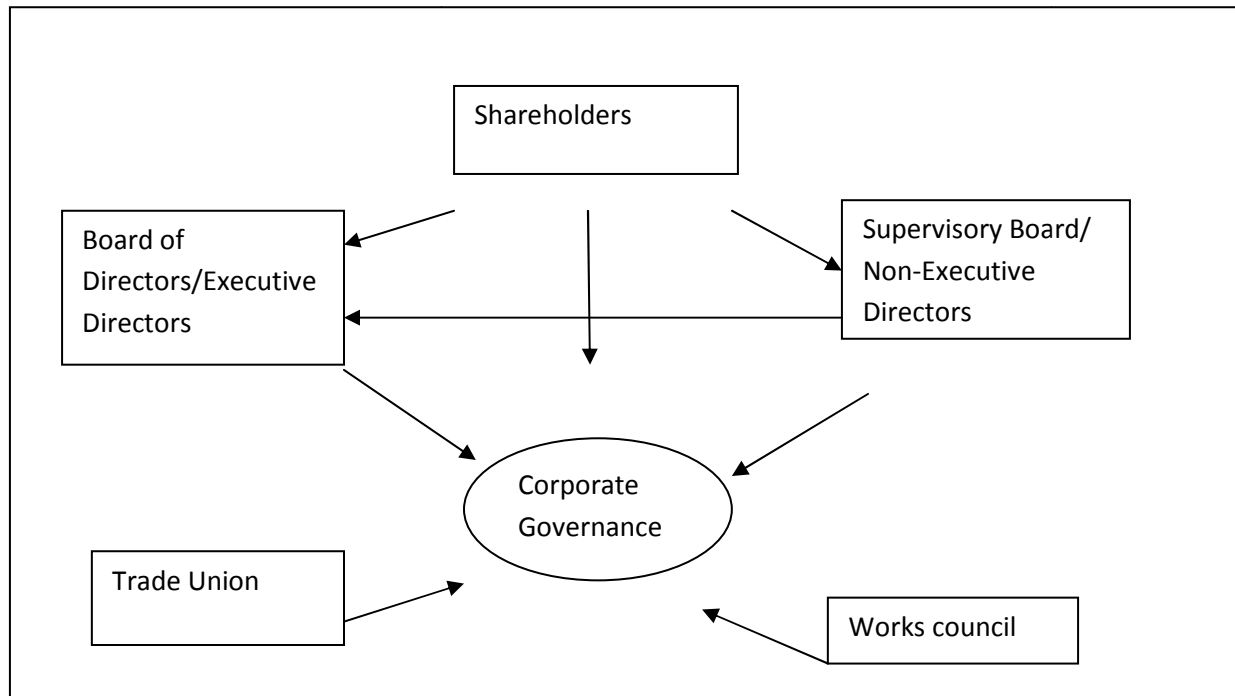 Shareholders
Board of
Directors/Executive
Directors
Supervisory Board/
Non-Executive
Directors
Corporate
Governance
Trade Union
Works council